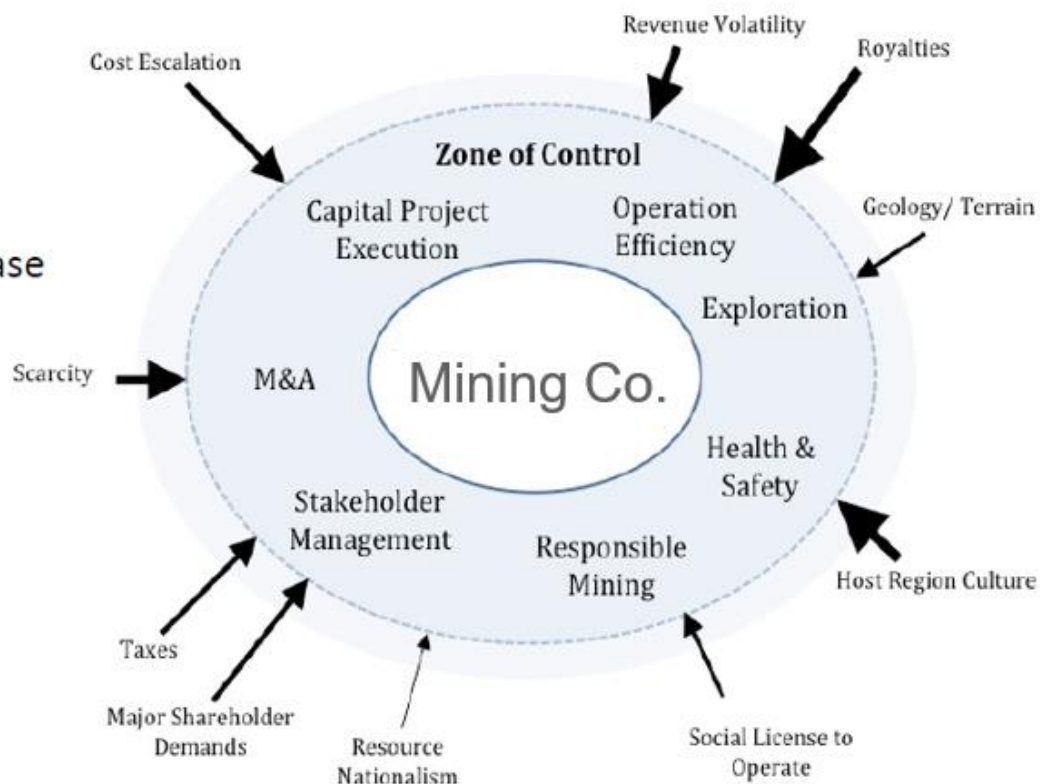 Revenue Volatility
Cost Escalation
Royalties
Zone of Control
Capital Project
Execution
Operation
Efficiency
Geology/ Terrain
Exploration
Scarcity
M&A
Mining Co.
Health &
Safety
Stakeholder
Management
Responsible
Mining
Host Region Culture
Taxes
Major Shareholder
Demands
Resource
Nationalism
Social License to
Operate